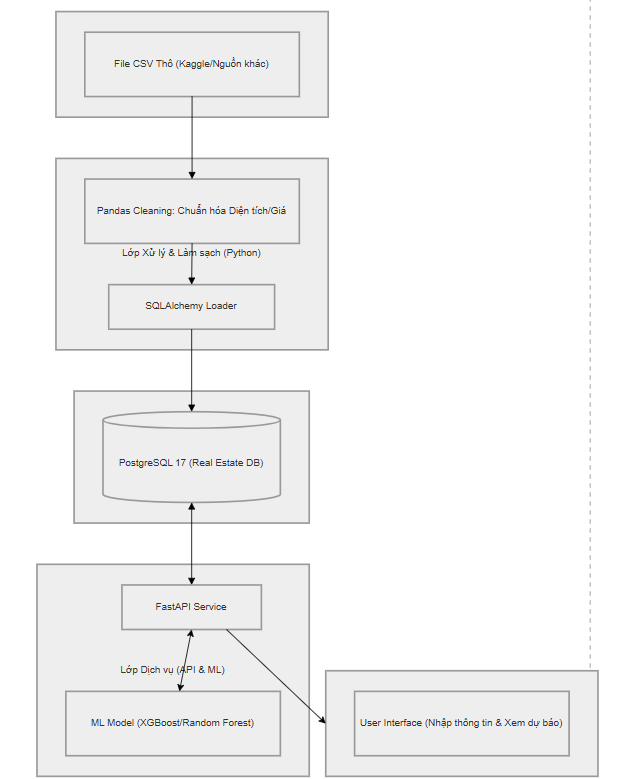 File CSV Thô (Kaggle/Nguồn khác)
Pandas Cleaning: Chuẩn hóa Diện tích/Giá
Lớp Xử lý & Làm sạch (Python)
SQLAlchemy Loader
PostgreSQL 17 (Real Estate DB)
FastAPI Service
Lớp Dịch vụ (API & ML)
ML Model (XGBoost/Random Forest)
User Interface (Nhập thông tin & Xem dự báo)